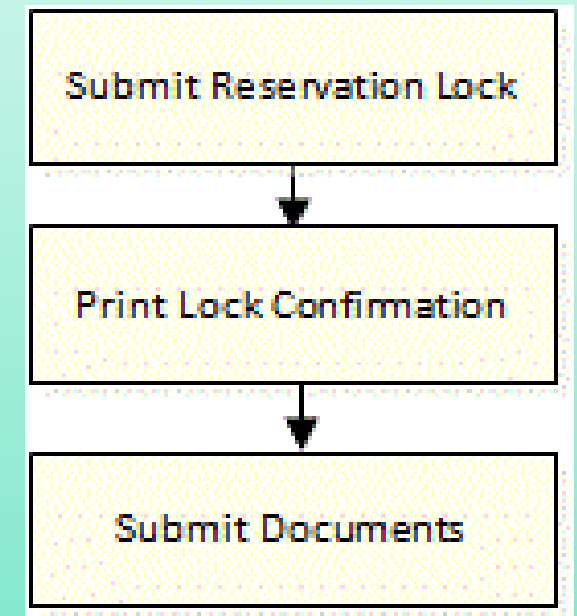 Submit Reservation Lock
Print Lock Confirmation
Submit Documents